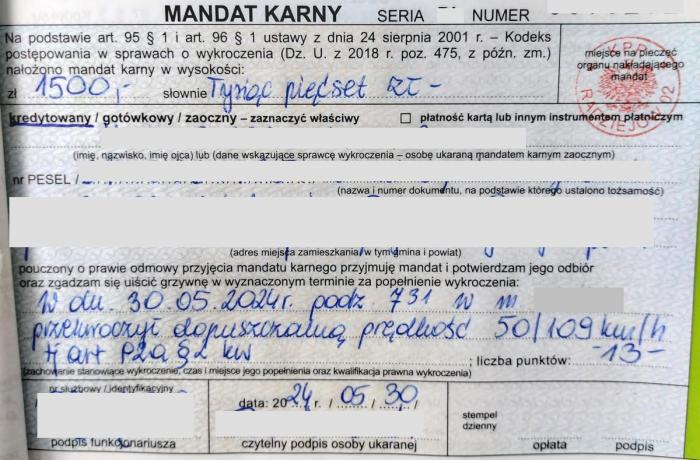 MANDAT KARNY SERIA NUMER
Na podstawie art. 95 § 1 i art. 96 § 1 ustawy z dnia 24 sierpnia 2001 r. – Kodeks
postępowania w sprawach o wykroczenia (Dz. U. z 2018 r. poz. 475, z późn. zm.)
nałożono mandat karny w wysokości:
miejsce na pieczęć
organu nakładającego
mandat
zł 1500,- słownie Tysiąc pięćset zł -
kredytowany / gotówkowy / zaoczny – zaznaczyć właściwy
płatność kartą lub innym instrumentem płatniczym
(imię, nazwisko, imię ojca) lub (dane wskazujące sprawcę wykroczenia – osobę ukaraną mandatem karnym zaocznym)
nr PESEL /
(nazwa i numer dokumentu, na podstawie którego ustalono tożsamość)
(adres miejsca zamieszkania w tym gmina i powiat)
pouczony o prawie odmowy przyjęcia mandatu karnego przyjmuję mandat i potwierdzam jego odbiór
oraz zgadzam się uiścić grzywnę w wyznaczonym terminie za popełnienie wykroczenia:
W dn. 30.05.2024r. godz 731 w m
przekroczył dopuszczalną prędkość 50/109 km/h
tj art 92a §2 kw ; liczba punktów: -13-
(zachowanie stanowiące wykroczenie, czas i miejsce jego popełnienia oraz kwalifikacja prawna wykroczenia)
nr służbowy / identyfikacyjny
data: 2024 r. / 05 / 30
stempel
dzienny
podpis funkcjonariusza
czytelny podpis osoby ukaranej
opłata podpis